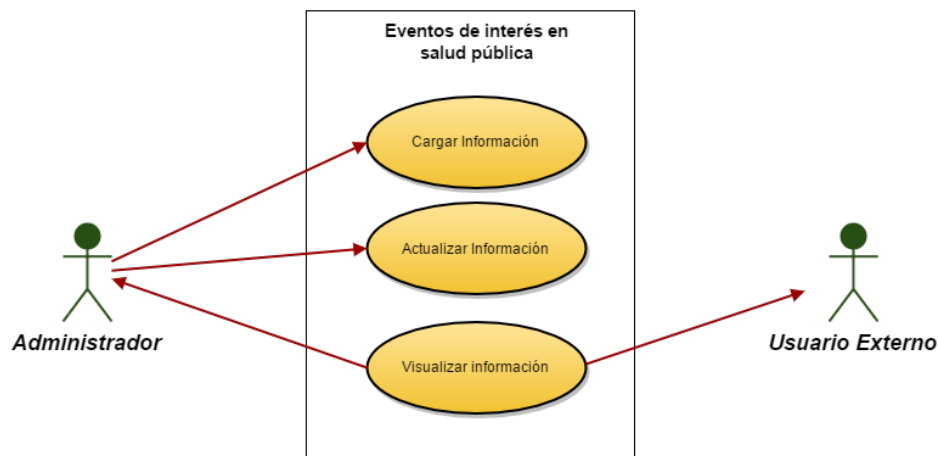 Eventos de interés en
salud pública
Cargar Información
Actualizar Información
Visualizar información
Administrador
Usuario Externo